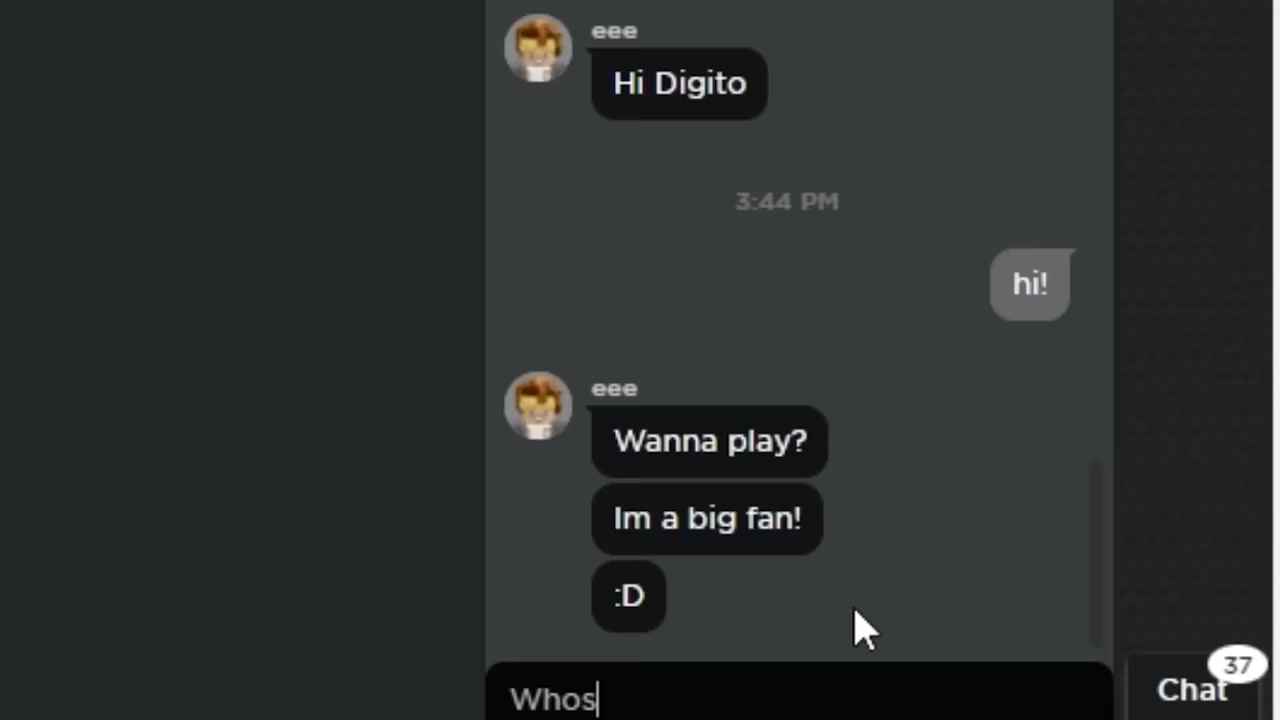 eee
Hi Digito
3:44 PM
hi!
eee
Wanna play?
Im a big fan!
:D
Whos
37
Chat